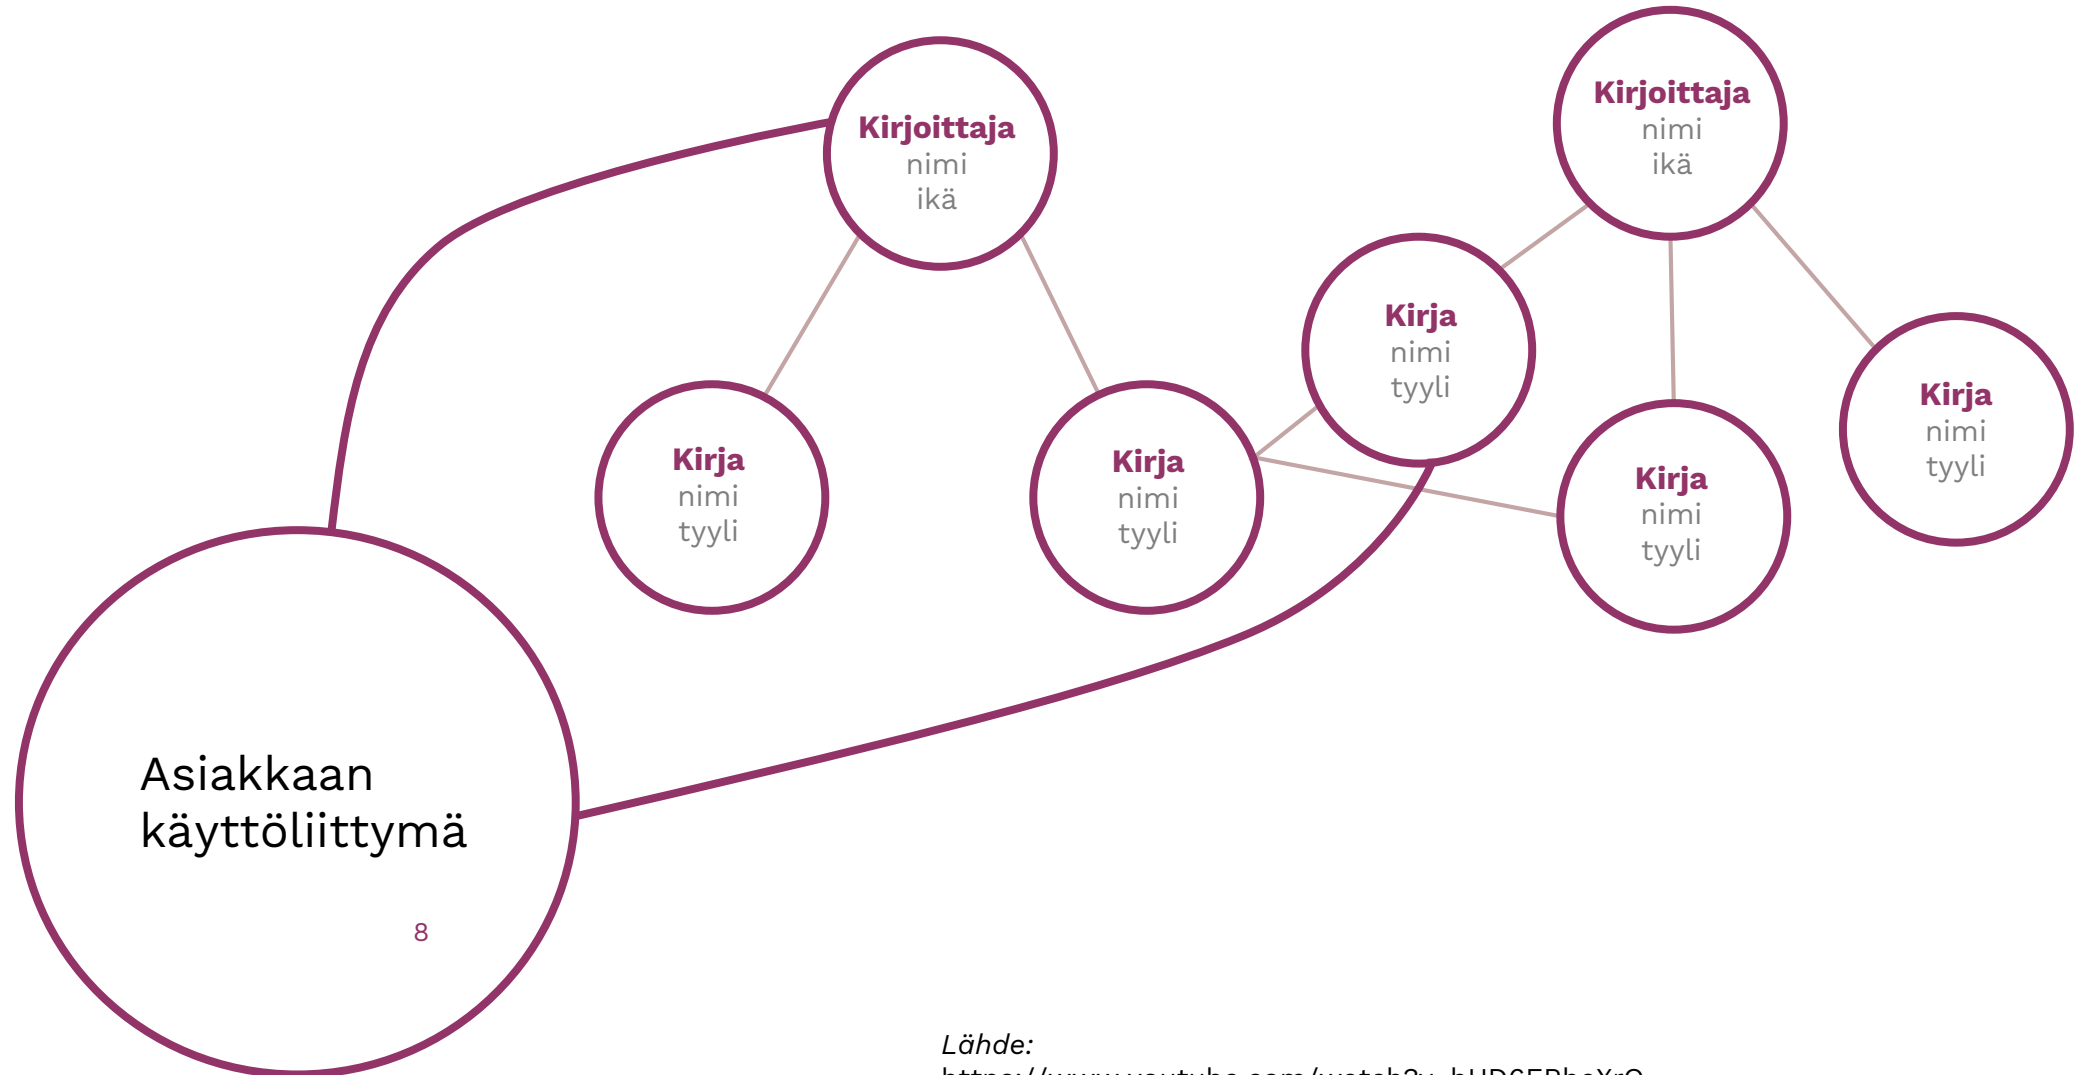 Kirjoittaja
nimi
ikä
Kirjoittaja
nimi
ikä
Kirja
nimi
tyyli
Kirja
nimi
tyyli
Kirja
nimi
tyyli
Kirja
nimi
tyyli
Kirja
nimi
tyyli
Asiakkaan
käyttöliittymä
8
Lähde: